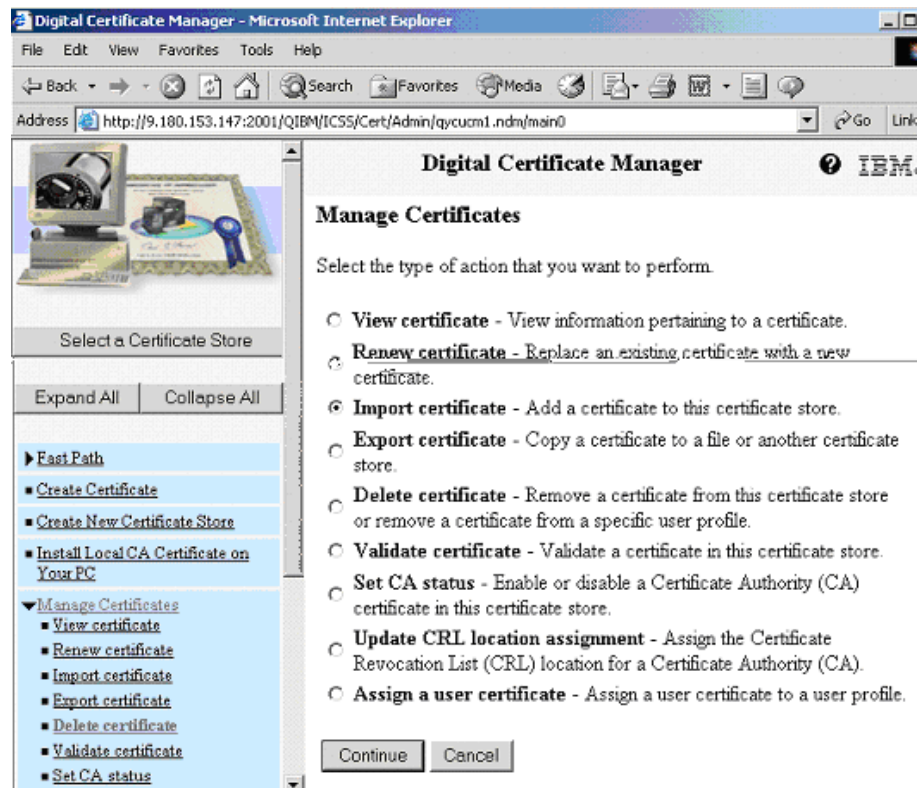 Digital Certificate Manager - Microsoft Internet Explorer
File Edit View Favorites Tools Help
Back Search Favorites Media
Address http://9.180.153.147:2001/QIBM/ICSS/Cert/Admin/qycucm1.ndm/main0 Go Link
Digital Certificate Manager IBM
Select a Certificate Store
Expand All Collapse All
Fast Path
Create Certificate
Create New Certificate Store
Install Local CA Certificate on
Your PC
Manage Certificates
View certificate
Renew certificate
Import certificate
Export certificate
Delete certificate
Validate certificate
Set CA status
Manage Certificates
Select the type of action that you want to perform.
View certificate - View information pertaining to a certificate.
Renew certificate - Replace an existing certificate with a new
certificate.
Import certificate - Add a certificate to this certificate store.
Export certificate - Copy a certificate to a file or another certificate
store.
Delete certificate - Remove a certificate from this certificate store
or remove a certificate from a specific user profile.
Validate certificate - Validate a certificate in this certificate store.
Set CA status - Enable or disable a Certificate Authority (CA)
certificate in this certificate store.
Update CRL location assignment - Assign the Certificate
Revocation List (CRL) location for a Certificate Authority (CA).
Assign a user certificate - Assign a user certificate to a user profile.
Continue Cancel